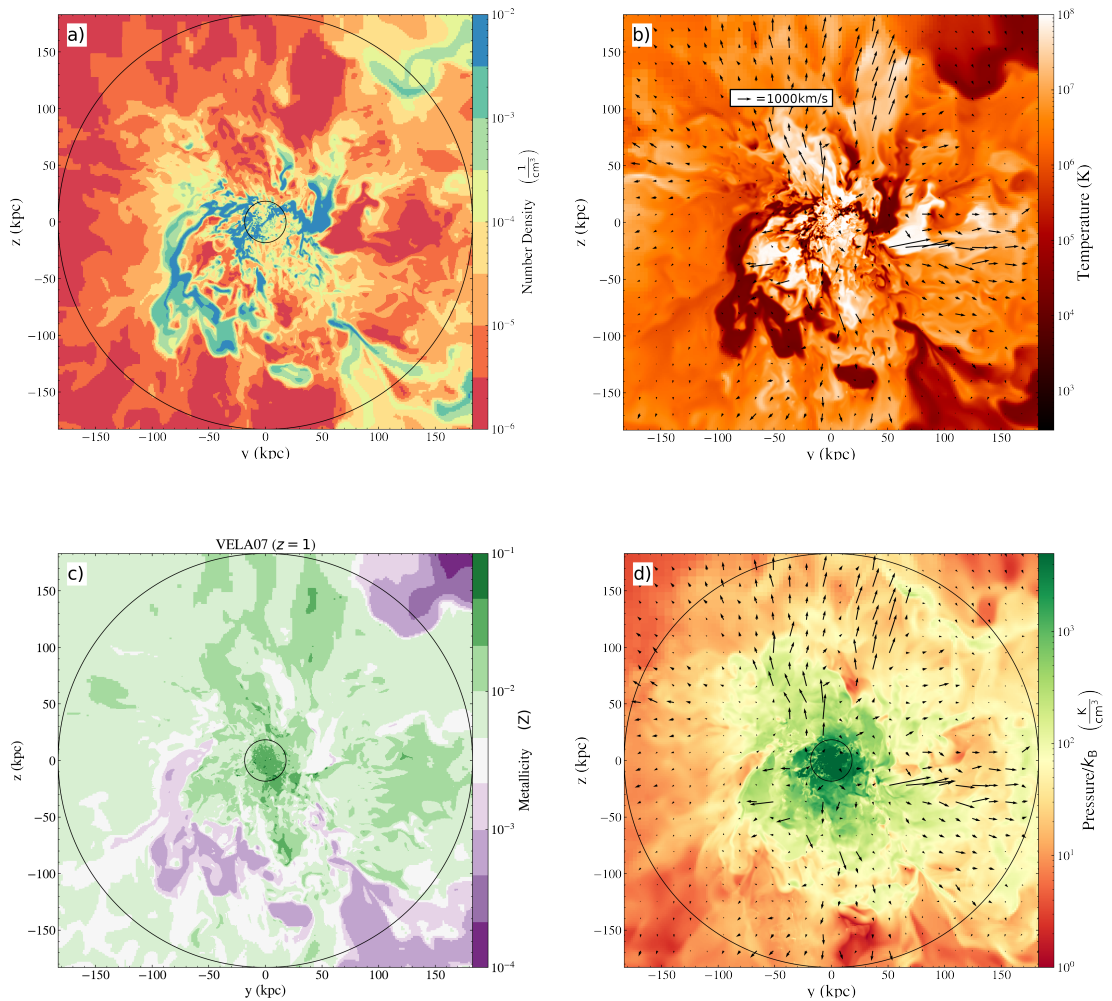 a)
z (kpc)
150
100
50
0
−50
−100
−150
−150 −100 −50 0 50 100 150
y (kpc)
10⁻²
10⁻³
10⁻⁴
10⁻⁵
10⁻⁶
Number Density (1/cm³)
b)
=1000km/s
z (kpc)
150
100
50
0
−50
−100
−150
−150 −100 −50 0 50 100 150
y (kpc)
10⁸
10⁷
10⁶
10⁵
10⁴
10³
Temperature (K)
VELA07 (z = 1)
c)
z (kpc)
150
100
50
0
−50
−100
−150
−150 −100 −50 0 50 100 150
y (kpc)
10⁻¹
10⁻²
10⁻³
10⁻⁴
Metallicity (Z)
d)
z (kpc)
150
100
50
0
−50
−100
−150
−150 −100 −50 0 50 100 150
y (kpc)
10³
10²
10¹
10⁰
Pressure/k_B (K/cm³)